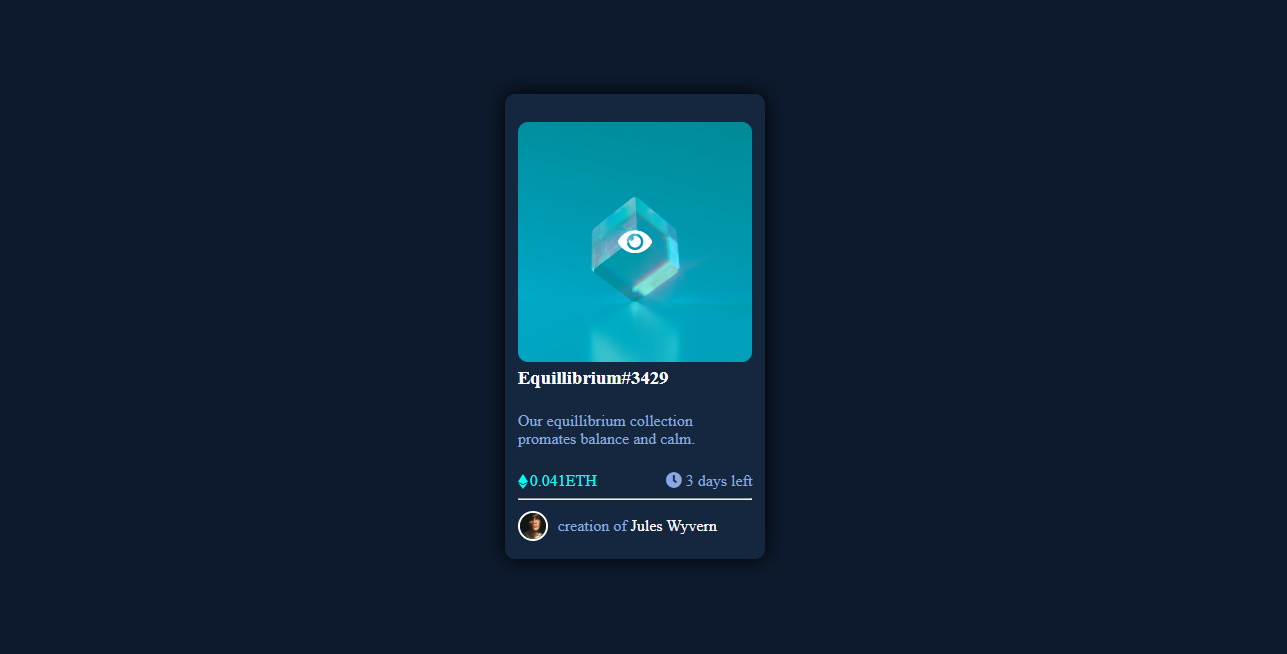 Equillibrium#3429
Our equillibrium collection
promates balance and calm.
0.041ETH 3 days left
creation of Jules Wyvern